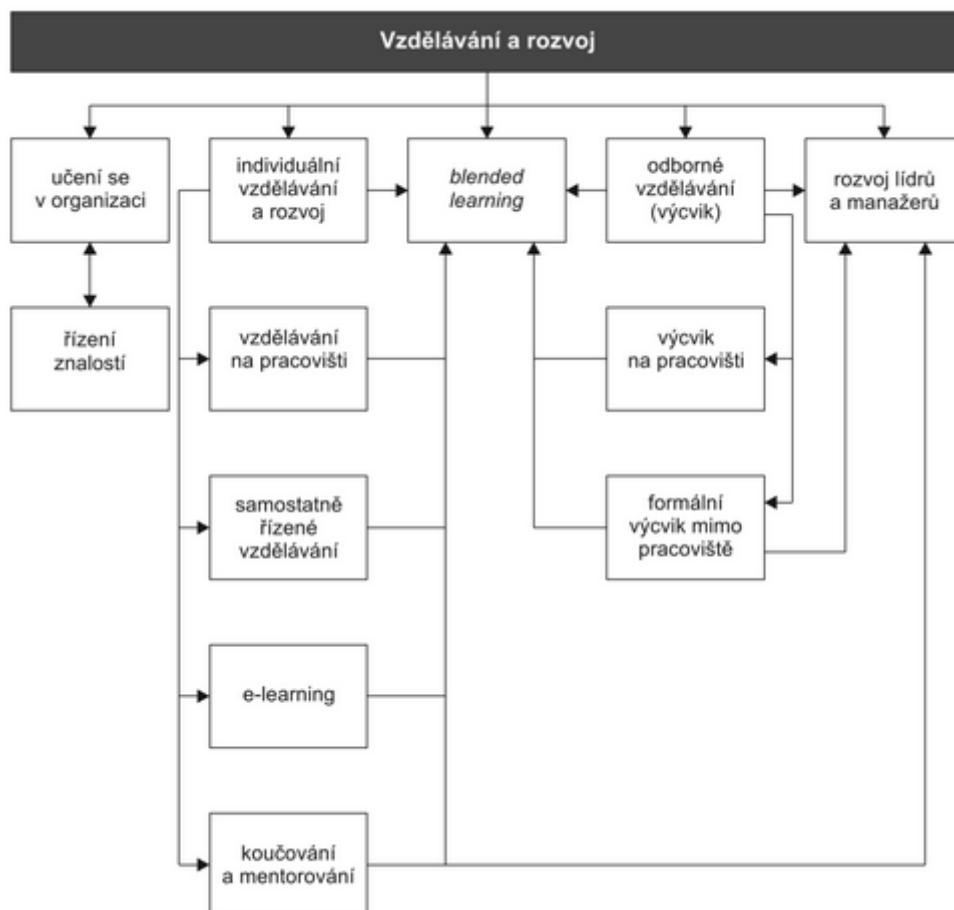 Vzdělávání a rozvoj
učení se
v organizaci
individuální
vzdělávání
a rozvoj
blended
learning
odborné
vzdělávání
(výcvik)
rozvoj lídrů
a manažerů
řízení
znalostí
vzdělávání
na pracovišti
výcvik
na pracovišti
samostatně
řízené
vzdělávání
formální
výcvik mimo
pracoviště
e-learning
koučování
a mentorování